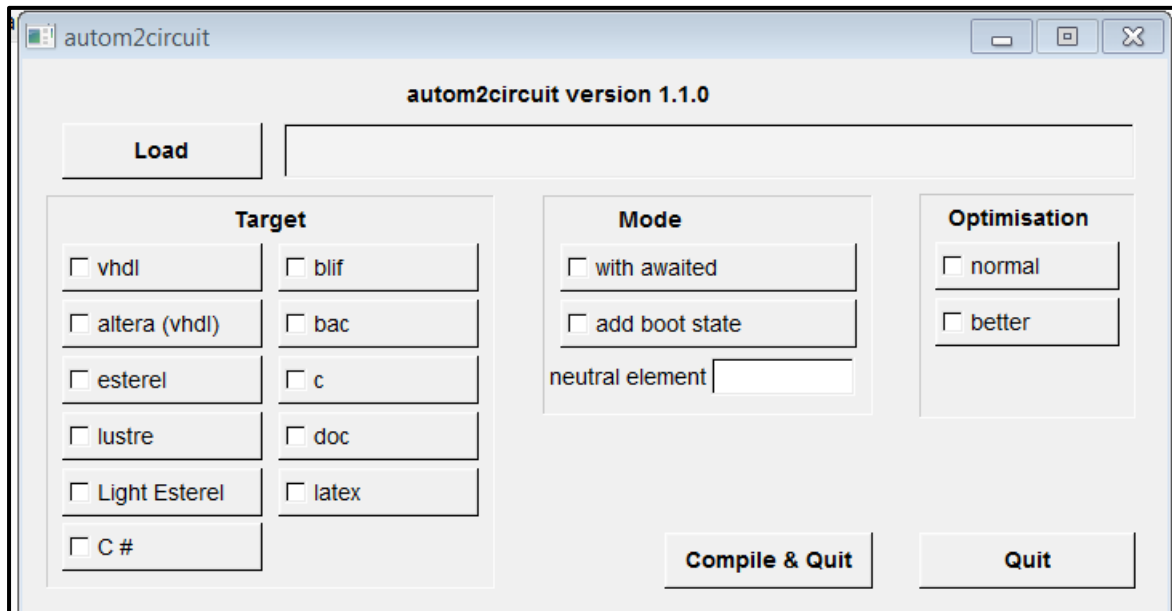 autom2circuit
autom2circuit version 1.1.0
Load
Target
vhdl
blif
altera (vhdl)
bac
esterel
c
lustre
doc
Light Esterel
latex
C #
Mode
with awaited
add boot state
neutral element
Optimisation
normal
better
Compile & Quit
Quit